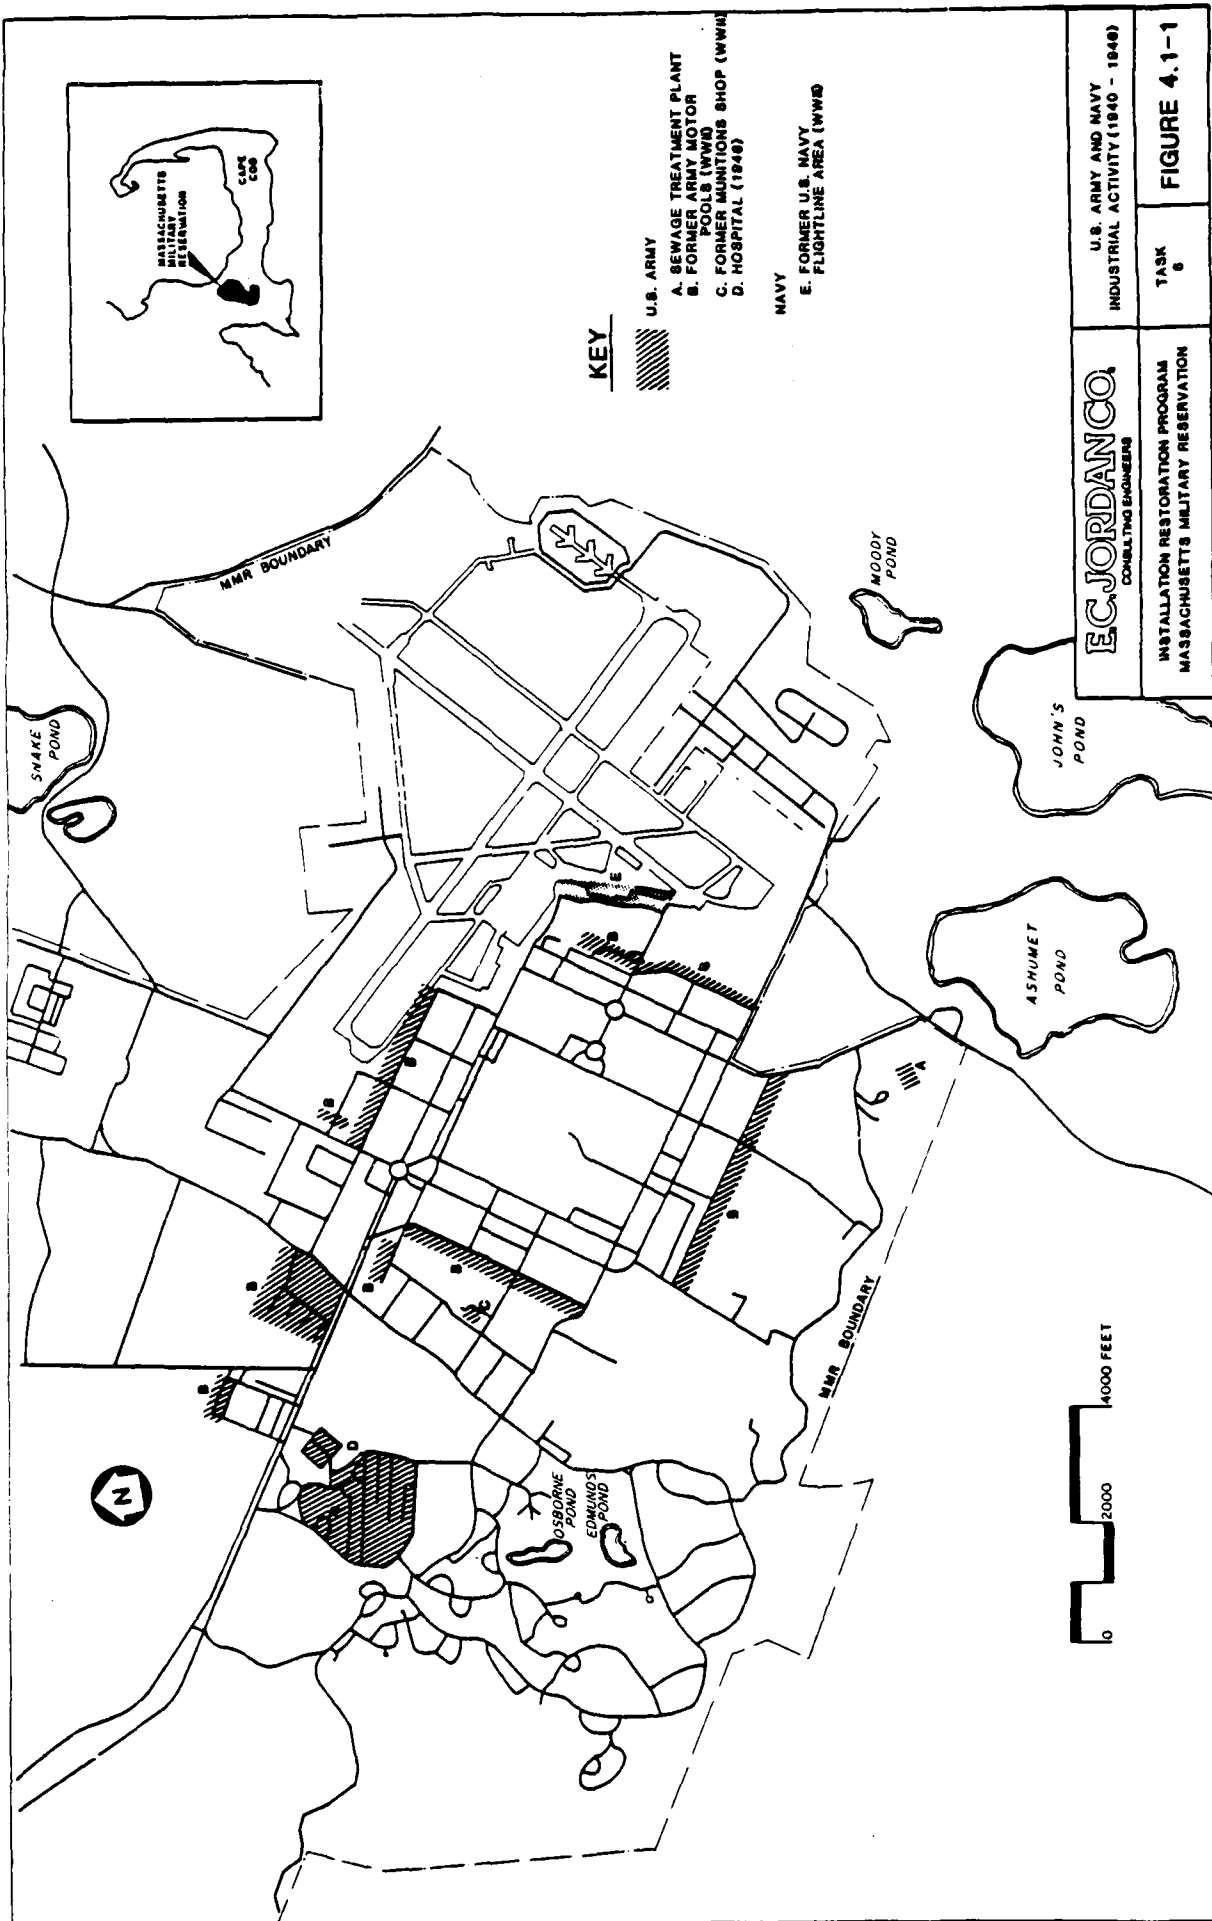 MASSACHUSETTS
MILITARY
RESERVATION
CAPE
COD
KEY
U.S. ARMY
A. SEWAGE TREATMENT PLANT
B. FORMER ARMY MOTOR
POOLS (WWII)
C. FORMER MUNITIONS SHOP (WWII)
D. HOSPITAL (1940)
NAVY
E. FORMER U.S. NAVY
FLIGHTLINE AREA (WWII)
SNAKE
POND
MMR BOUNDARY
MOODY
POND
JOHN'S
POND
ASHUMET
POND
OSBORNE
POND
EDMUNDS
POND
MMR BOUNDARY
A
B
B
B
B
B
B
B
B
B
C
D
E
N
0
2000
4000 FEET
E.C.JORDANCO.
CONSULTING ENGINEERS
U.S. ARMY AND NAVY
INDUSTRIAL ACTIVITY (1940 - 1946)
INSTALLATION RESTORATION PROGRAM
MASSACHUSETTS MILITARY RESERVATION
TASK
6
FIGURE 4.1-1